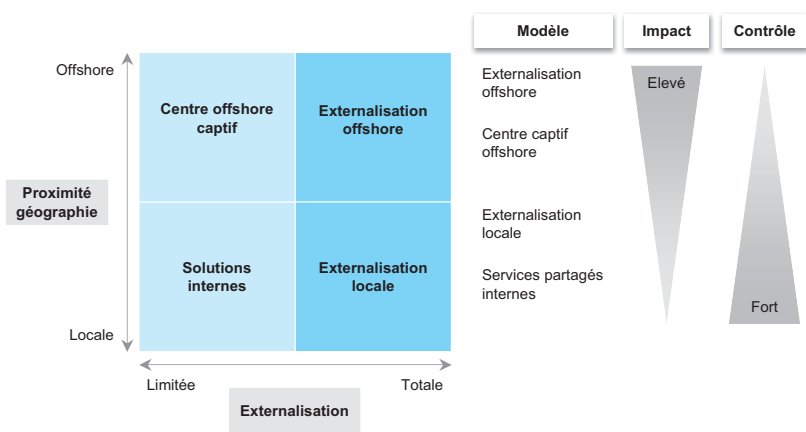 Offshore
Proximité
géographie
Locale
Centre offshore
captif
Externalisation
offshore
Solutions
internes
Externalisation
locale
Limitée
Totale
Externalisation
Modèle
Impact
Contrôle
Externalisation
offshore
Centre captif
offshore
Externalisation
locale
Services partagés
internes
Elevé
Fort